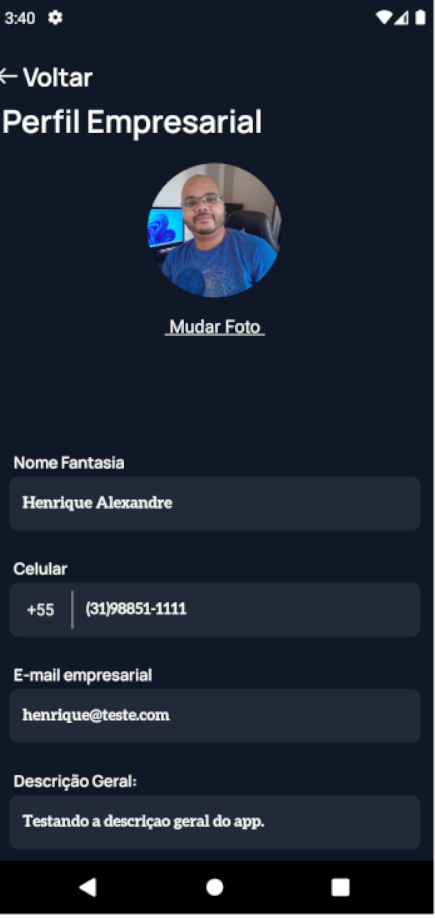 3:40
← Voltar
Perfil Empresarial
Mudar Foto
Nome Fantasia
Henrique Alexandre
Celular
+55 (31)98851-1111
E-mail empresarial
henrique@teste.com
Descrição Geral:
Testando a descriçao geral do app.